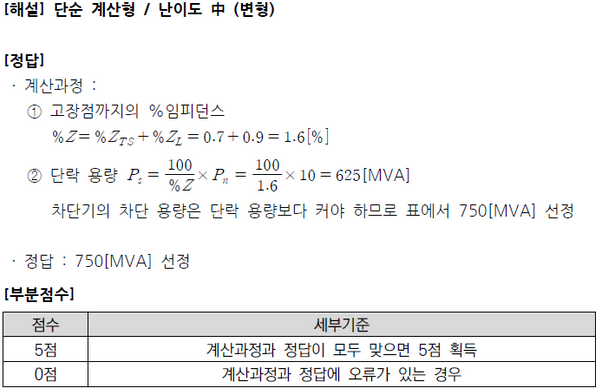 [해설] 단순 계산형 / 난이도 中 (변형)
[정답]
· 계산과정 :
① 고장점까지의 %임피던스
%Z = %Z_{TS} + %Z_L = 0.7 + 0.9 = 1.6[%]
② 단락 용량 P_s = \frac{100}{%Z} × P_n = \frac{100}{1.6} × 10 = 625[MVA]
차단기의 차단 용량은 단락 용량보다 커야 하므로 표에서 750[MVA] 선정
· 정답 : 750[MVA] 선정
[부분점수]
점수 세부기준
5점 계산과정과 정답이 모두 맞으면 5점 획득
0점 계산과정과 정답에 오류가 있는 경우